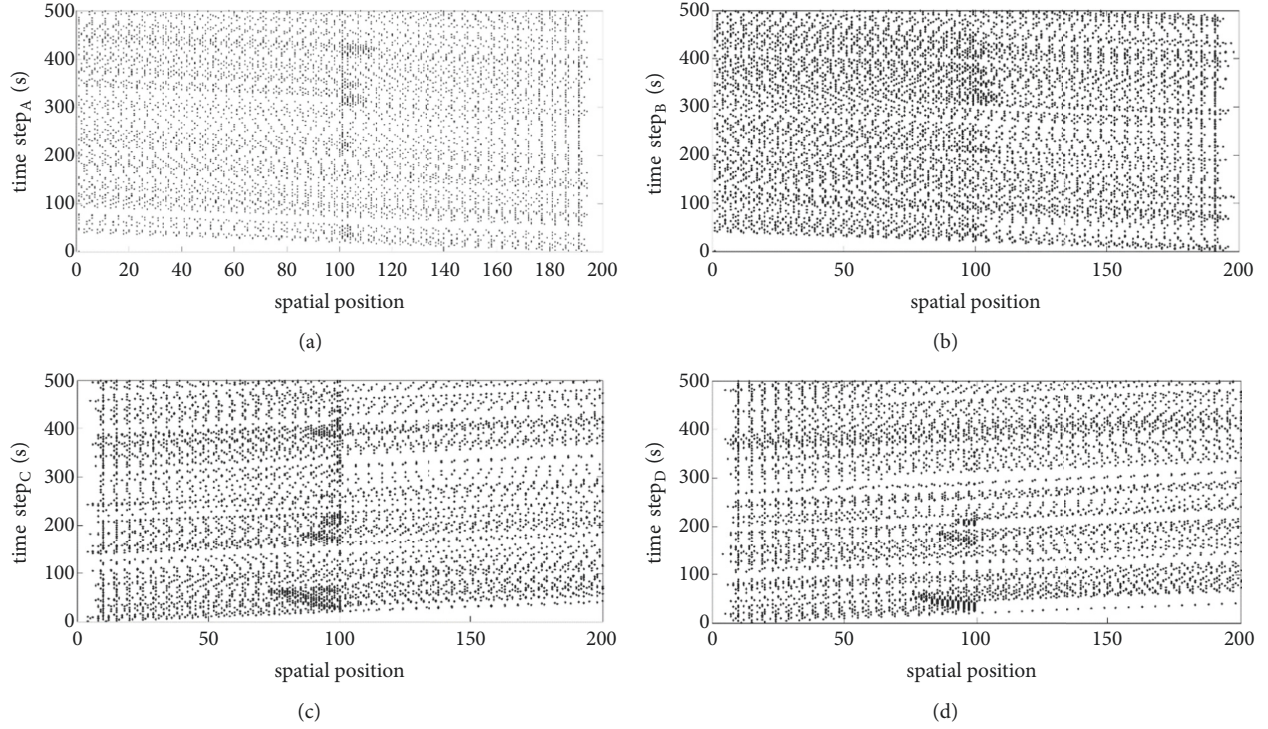 500
400
300
200
100
0
time step_A (s)
0 20 40 60 80 100 120 140 160 180 200
spatial position
(a)
500
400
300
200
100
0
time step_B (s)
0 50 100 150 200
spatial position
(b)
500
400
300
200
100
0
time step_C (s)
0 50 100 150 200
spatial position
(c)
500
400
300
200
100
0
time step_D (s)
0 50 100 150 200
spatial position
(d)